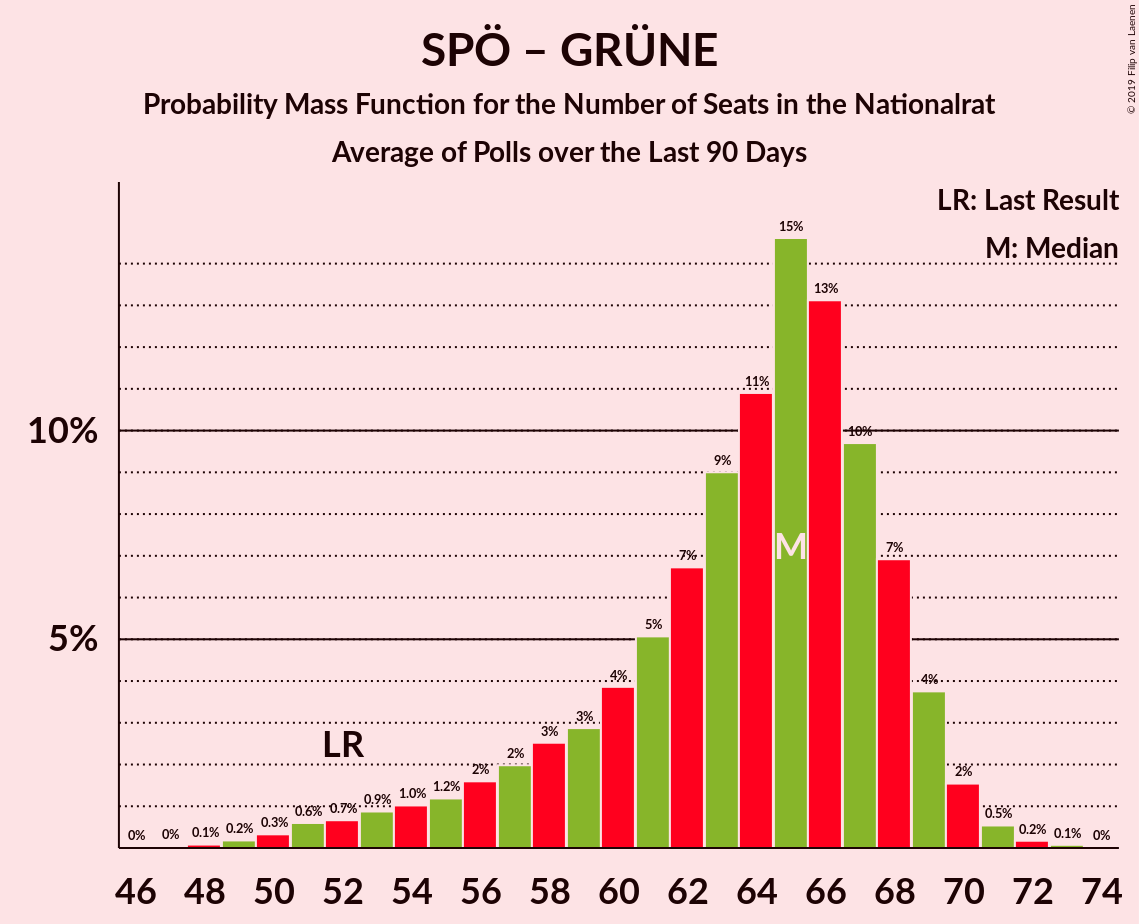 SPÖ – GRÜNE
Probability Mass Function for the Number of Seats in the Nationalrat
Average of Polls over the Last 90 Days
© 2019 Filip van Laenen
LR: Last Result
M: Median
10%
5%
0% 0% 0.1% 0.2% 0.3% 0.6% 0.7% 0.9% 1.0% 1.2% 2% 2% 3% 3% 4% 5% 7% 9% 11% 15% 13% 10% 7% 4% 2% 0.5% 0.2% 0.1% 0%
LR
M
46 48 50 52 54 56 58 60 62 64 66 68 70 72 74